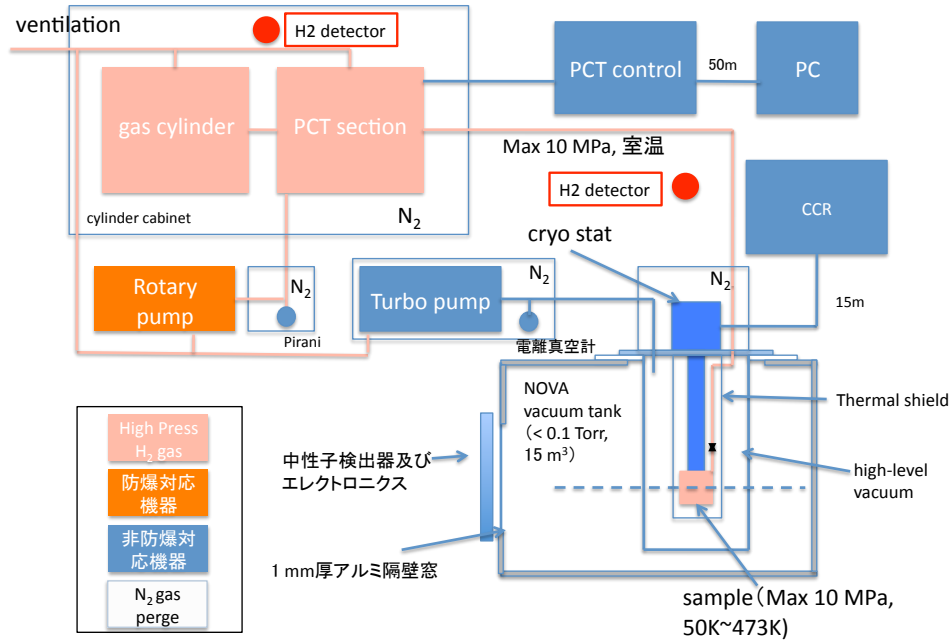 ventilation
H2 detector
gas cylinder
PCT section
PCT control
50m
PC
Max 10 MPa, 室温
H2 detector
cylinder cabinet
N2
CCR
cryo stat
Rotary
pump
N2
Pirani
Turbo pump
N2
電離真空計
N2
15m
NOVA
vacuum tank
(< 0.1 Torr,
15 m³)
Thermal shield
high-level
vacuum
High Press
H2 gas
防爆対応
機器
非防爆対
応機器
N2 gas
perge
中性子検出器及び
エレクトロニクス
1 mm厚アルミ隔壁窓
sample(Max 10 MPa,
50K~473K)